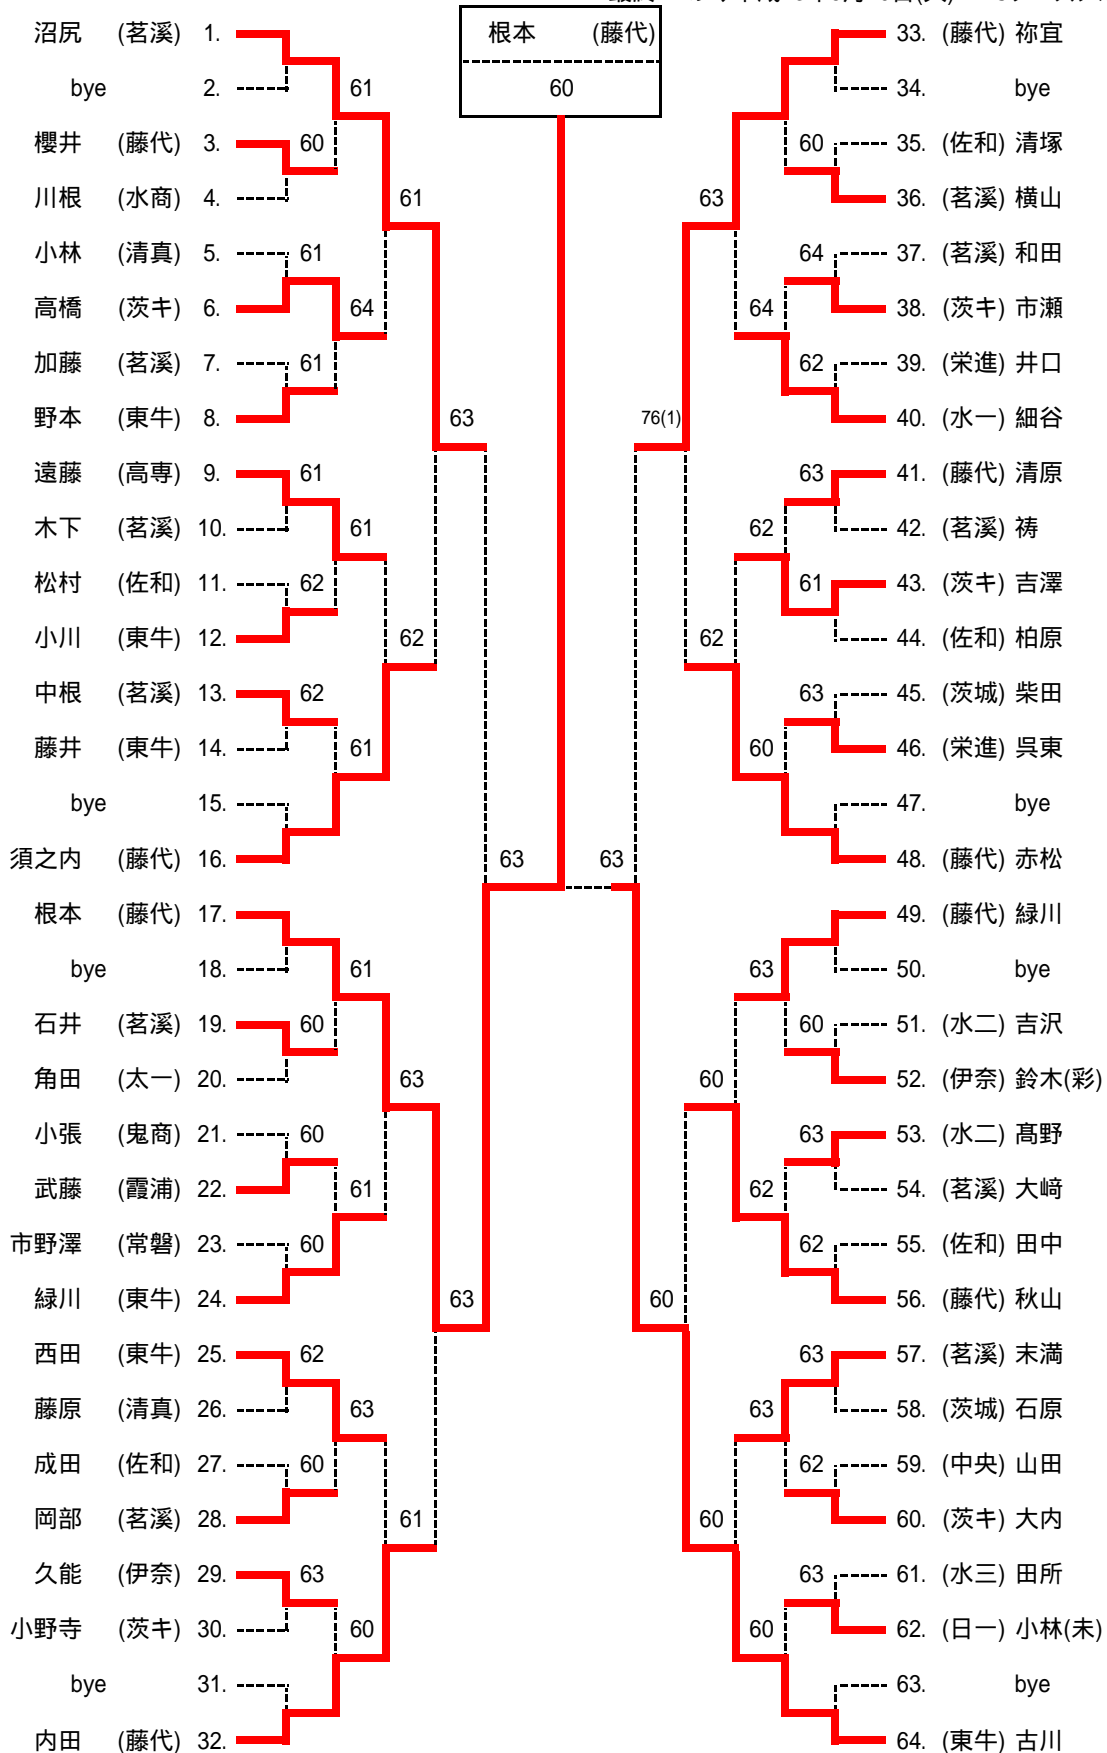 根本 (藤代)
60
沼尻 (茗溪) 1.
bye 2.
61
櫻井 (藤代) 3.
60
川根 (水商) 4.
61
小林 (清真) 5.
61
高橋 (茨キ) 6.
64
加藤 (茗溪) 7.
61
野本 (東牛) 8.
63
遠藤 (高専) 9.
61
木下 (茗溪) 10.
61
松村 (佐和) 11.
62
小川 (東牛) 12.
62
中根 (茗溪) 13.
62
藤井 (東牛) 14.
61
bye 15.
須之内 (藤代) 16.
63
根本 (藤代) 17.
bye 18.
61
石井 (茗溪) 19.
60
角田 (太一) 20.
63
小張 (鬼商) 21.
60
武藤 (霞浦) 22.
61
市野澤 (常磐) 23.
60
緑川 (東牛) 24.
63
西田 (東牛) 25.
62
藤原 (清真) 26.
63
成田 (佐和) 27.
60
岡部 (茗溪) 28.
61
久能 (伊奈) 29.
63
小野寺 (茨キ) 30.
60
bye 31.
内田 (藤代) 32.
33. (藤代) 祢宜
34. bye
60
35. (佐和) 清塚
63
36. (茗溪) 横山
64
37. (茗溪) 和田
64
38. (茨キ) 市瀬
62
39. (栄進) 井口
76(1)
40. (水一) 細谷
63
41. (藤代) 清原
62
42. (茗溪) 祷
61
43. (茨キ) 吉澤
62
44. (佐和) 柏原
63
45. (茨城) 柴田
60
46. (栄進) 呉東
47. bye
63
48. (藤代) 赤松
49. (藤代) 緑川
63
50. bye
60
51. (水二) 吉沢
60
52. (伊奈) 鈴木(彩)
63
53. (水二) 髙野
62
54. (茗溪) 大﨑
62
55. (佐和) 田中
60
56. (藤代) 秋山
63
57. (茗溪) 末満
63
58. (茨城) 石原
62
59. (中央) 山田
60
60. (茨キ) 大内
63
61. (水三) 田所
60
62. (日一) 小林(未)
63. bye
64. (東牛) 古川